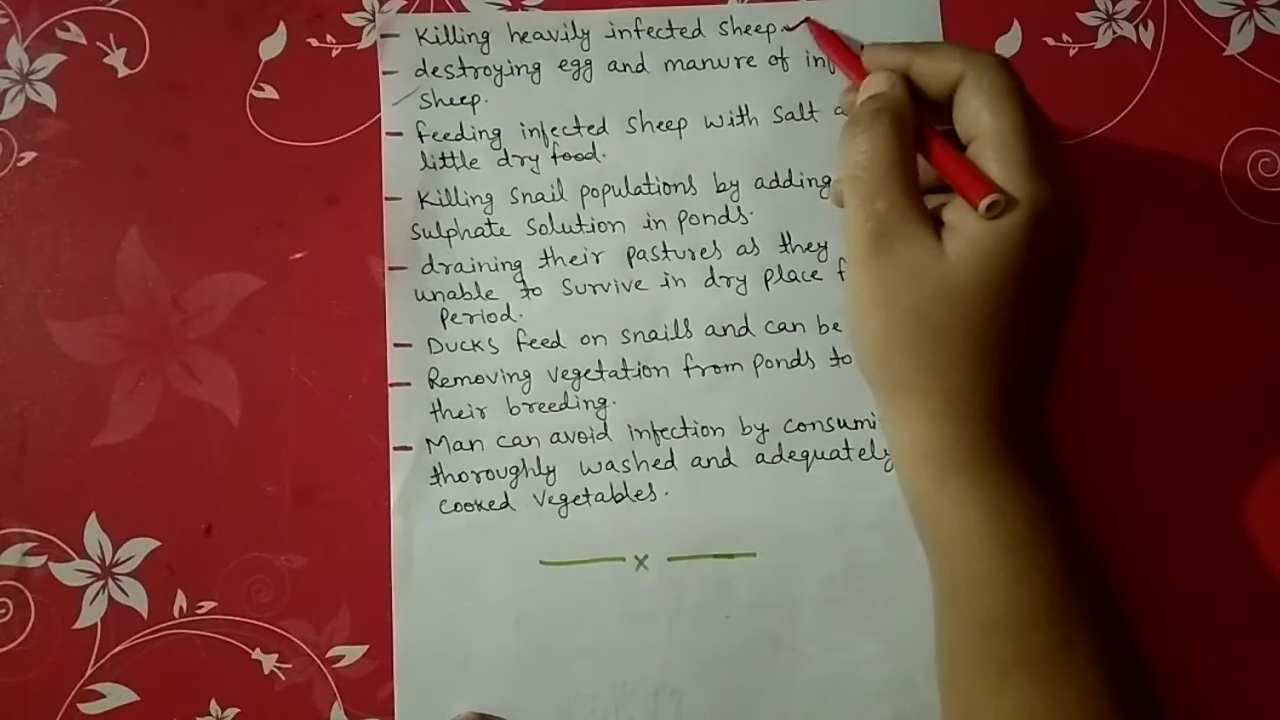 - Killing heavily infected sheep.
- destroying egg and manure of
sheep.
- feeding infected sheep with salt
little dry food.
- Killing snail populations by adding
sulphate solution in ponds.
- draining their pastures as they
unable to survive in dry place
period.
- Ducks feed on snails and can be
- Removing vegetation from ponds to
their breeding.
- Man can avoid infection by
thoroughly washed and adequately
cooked vegetables.
x